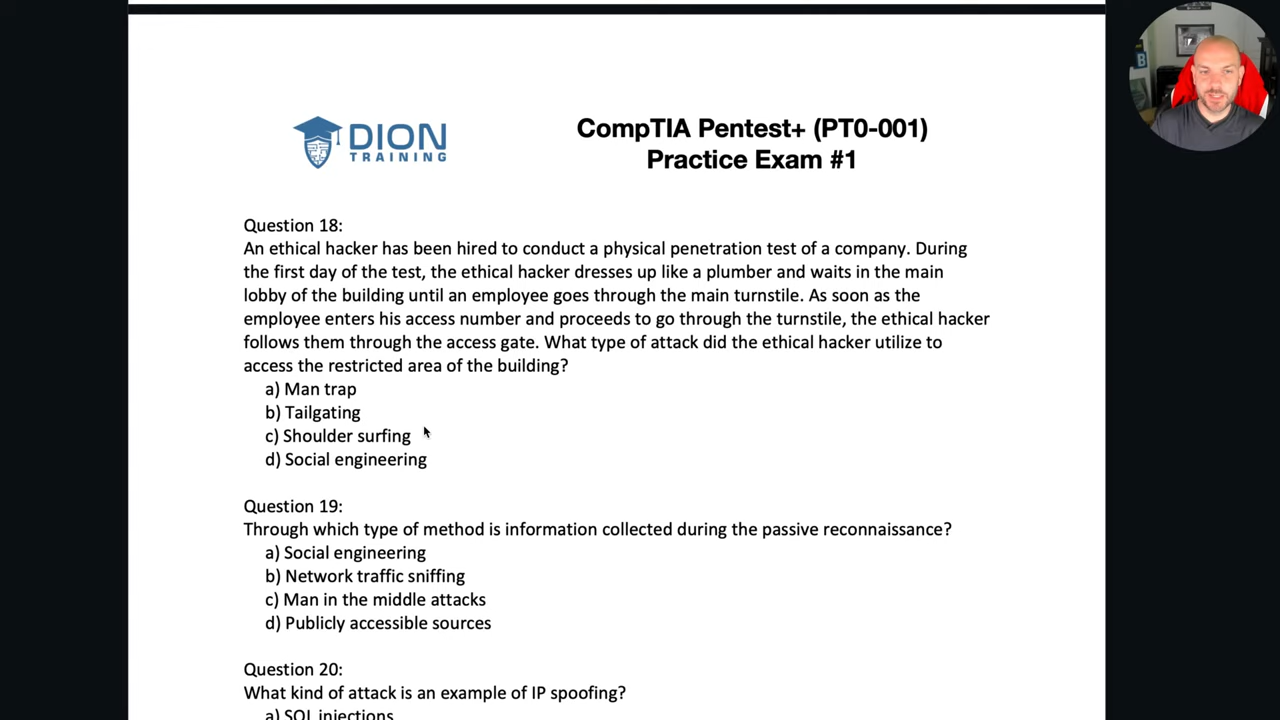 DION
TRAINING
CompTIA Pentest+ (PT0-001)
Practice Exam #1
Question 18:
An ethical hacker has been hired to conduct a physical penetration test of a company. During
the first day of the test, the ethical hacker dresses up like a plumber and waits in the main
lobby of the building until an employee goes through the main turnstile. As soon as the
employee enters his access number and proceeds to go through the turnstile, the ethical hacker
follows them through the access gate. What type of attack did the ethical hacker utilize to
access the restricted area of the building?
a) Man trap
b) Tailgating
c) Shoulder surfing
d) Social engineering
Question 19:
Through which type of method is information collected during the passive reconnaissance?
a) Social engineering
b) Network traffic sniffing
c) Man in the middle attacks
d) Publicly accessible sources
Question 20:
What kind of attack is an example of IP spoofing?
a) SQL injections